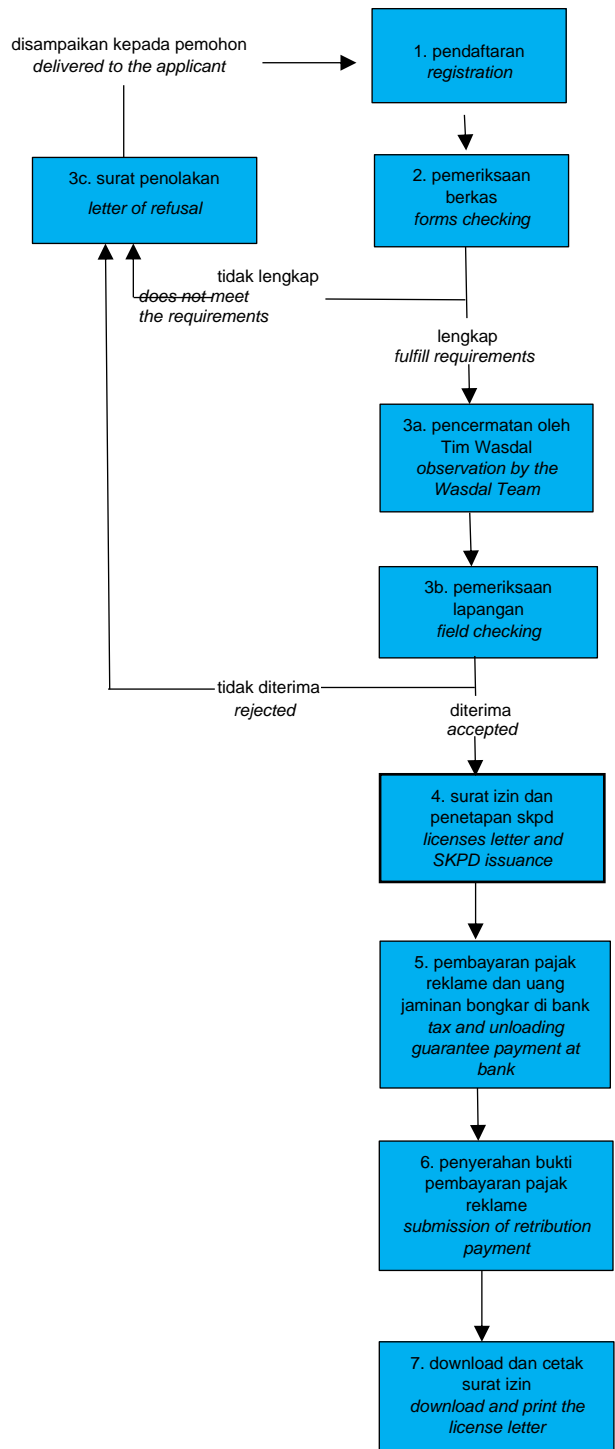 disampaikan kepada pemohon
delivered to the applicant
1. pendaftaran
registration
3c. surat penolakan
letter of refusal
2. pemeriksaan
berkas
forms checking
tidak lengkap
does not meet
the requirements
lengkap
fulfill requirements
3a. pencermatan oleh
Tim Wasdal
observation by the
Wasdal Team
3b. pemeriksaan
lapangan
field checking
tidak diterima
rejected
diterima
accepted
4. surat izin dan
penetapan skpd
licenses letter and
SKPD issuance
5. pembayaran pajak
reklame dan uang
jaminan bongkar di bank
tax and unloading
guarantee payment at
bank
6. penyerahan bukti
pembayaran pajak
reklame
submission of retribution
payment
7. download dan cetak
surat izin
download and print the
license letter